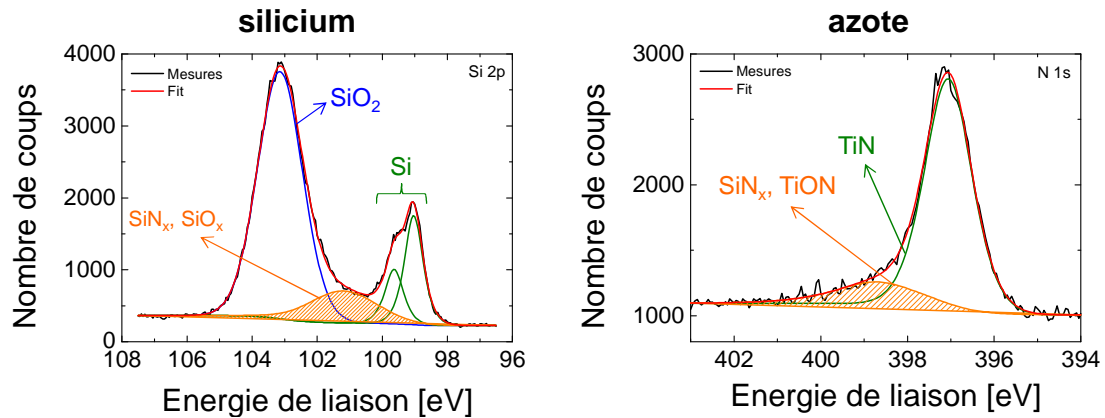 silicium
4000
3000
2000
1000
0
Nombre de coups
Mesures
Fit
Si 2p
SiO2
Si
SiNx, SiOx
108 106 104 102 100 98 96
Energie de liaison [eV]
azote
3000
2000
1000
Nombre de coups
Mesures
Fit
N 1s
TiN
SiNx, TiON
402 400 398 396 394
Energie de liaison [eV]